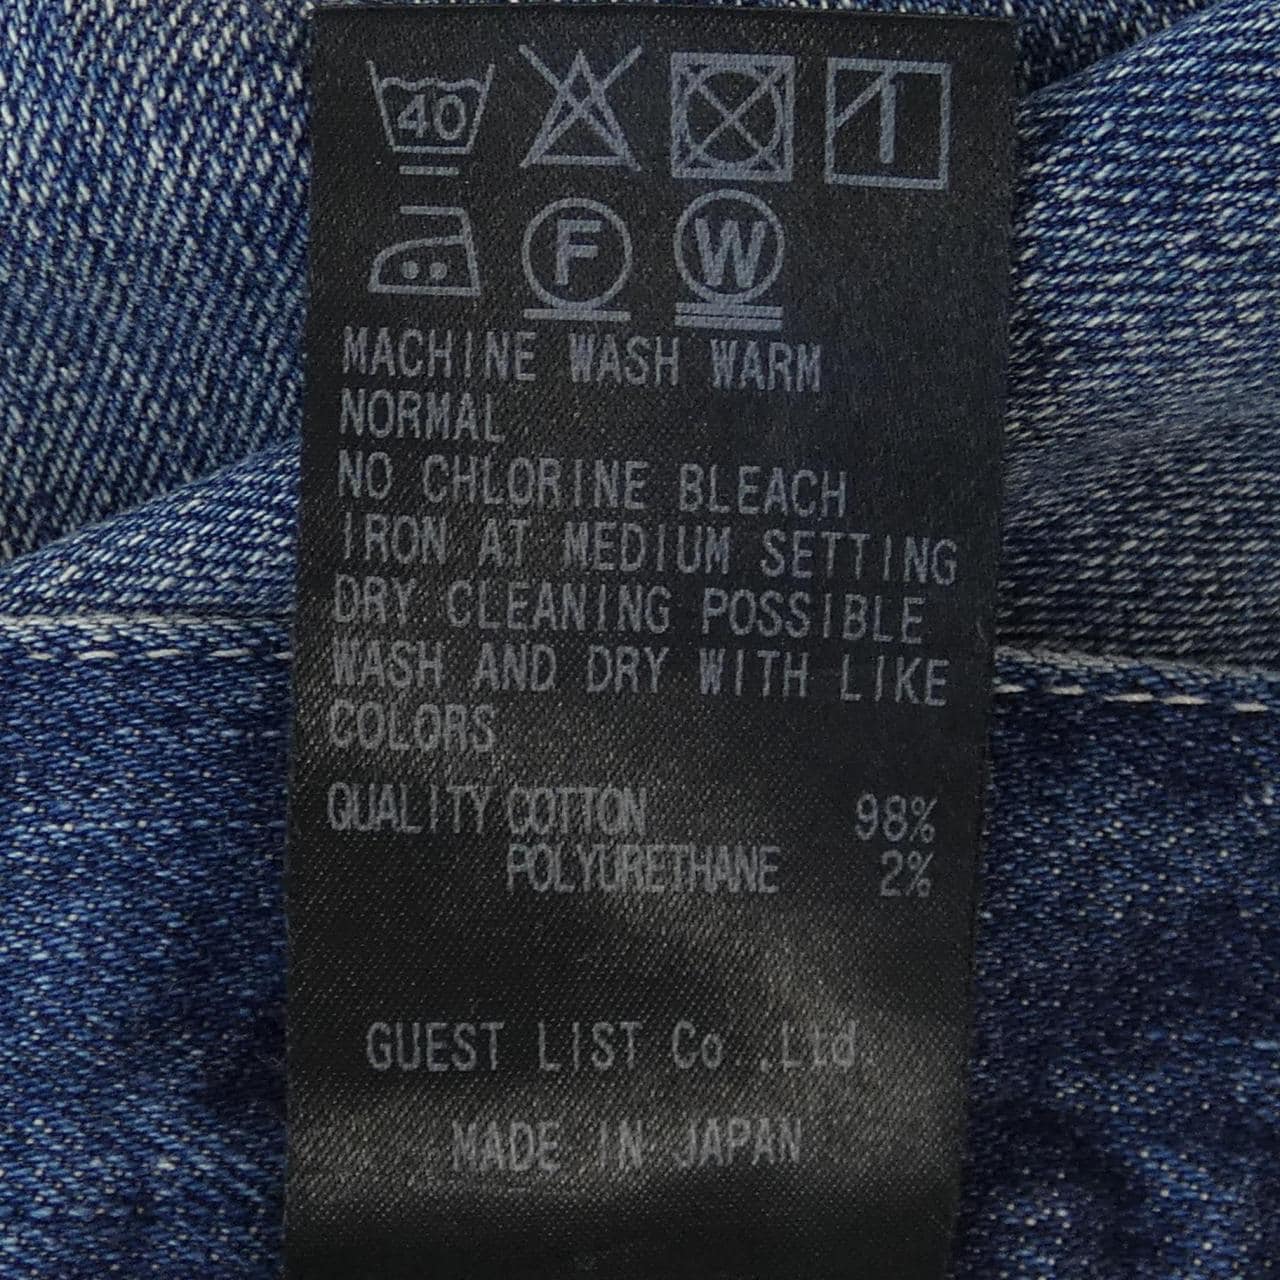 40
F W
MACHINE WASH WARM
NORMAL
NO CHLORINE BLEACH
IRON AT MEDIUM SETTING
DRY CLEANING POSSIBLE
WASH AND DRY WITH LIKE
COLORS
QUALITY COTTON 98%
POLYURETHANE 2%
GUEST LIST Co.,Ltd.
MADE IN JAPAN